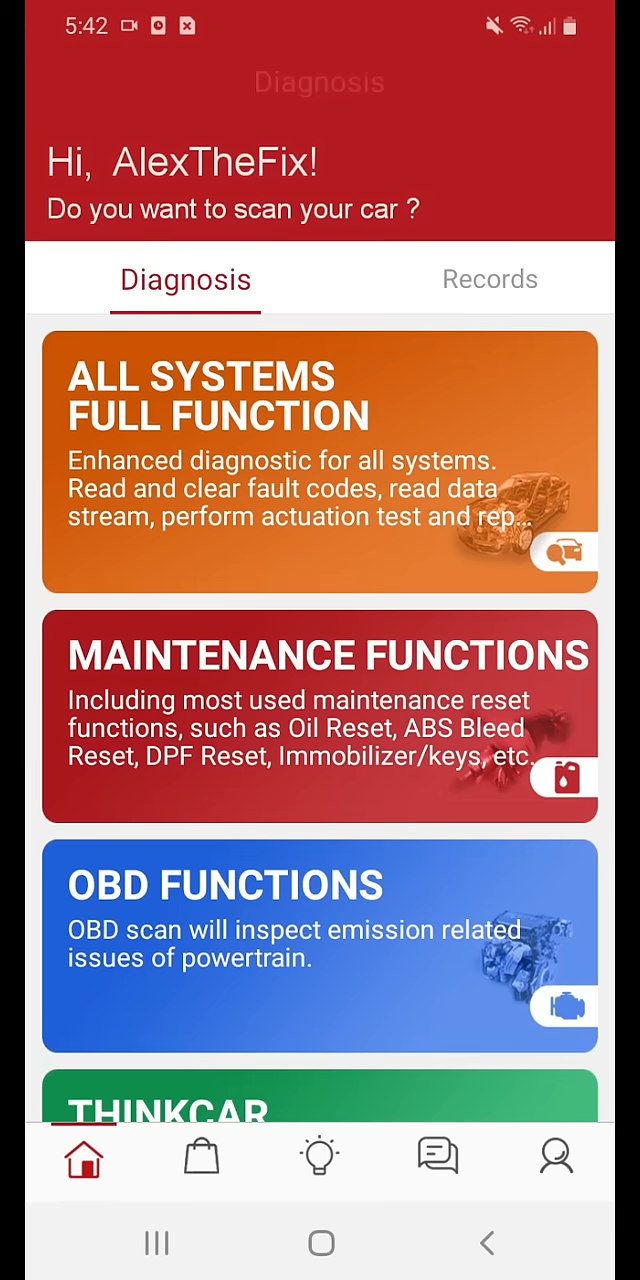 5:42
Diagnosis
Hi, AlexTheFix!
Do you want to scan your car ?
Diagnosis
Records
ALL SYSTEMS
FULL FUNCTION
Enhanced diagnostic for all systems.
Read and clear fault codes, read data
stream, perform actuation test and rep...
MAINTENANCE FUNCTIONS
Including most used maintenance reset
functions, such as Oil Reset, ABS Bleed
Reset, DPF Reset, Immobilizer/keys, etc.
OBD FUNCTIONS
OBD scan will inspect emission related
issues of powertrain.
THINKCAR